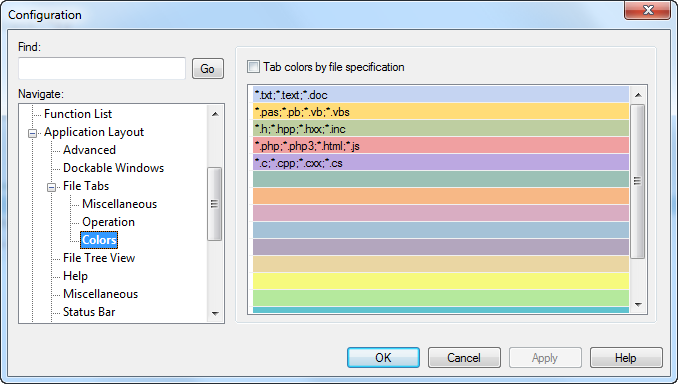 Configuration
Find:
Go
Navigate:
Function List
Application Layout
Advanced
Dockable Windows
File Tabs
Miscellaneous
Operation
Colors
File Tree View
Help
Miscellaneous
Status Bar
Tab colors by file specification
*.txt;*.text;*.doc
*.pas;*.pb;*.vb;*.vbs
*.h;*.hpp;*.hxx;*.inc
*.php;*.php3;*.html;*.js
*.c;*.cpp;*.cxx;*.cs
OK
Cancel
Apply
Help